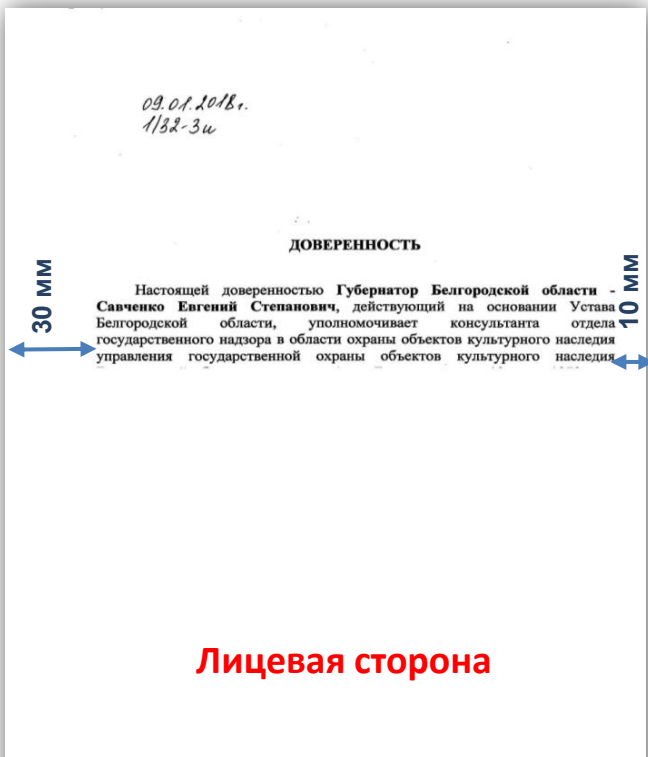 09.01.2018г.
1/32-3и
ДОВЕРЕННОСТЬ
Настоящей доверенностью Губернатор Белгородской области -
Савченко Евгений Степанович, действующий на основании Устава
Белгородской области, уполномочивает консультанта отдела
государственного надзора в области охраны объектов культурного наследия
управления государственной охраны объектов культурного наследия
30 мм
10 мм
Лицевая сторона